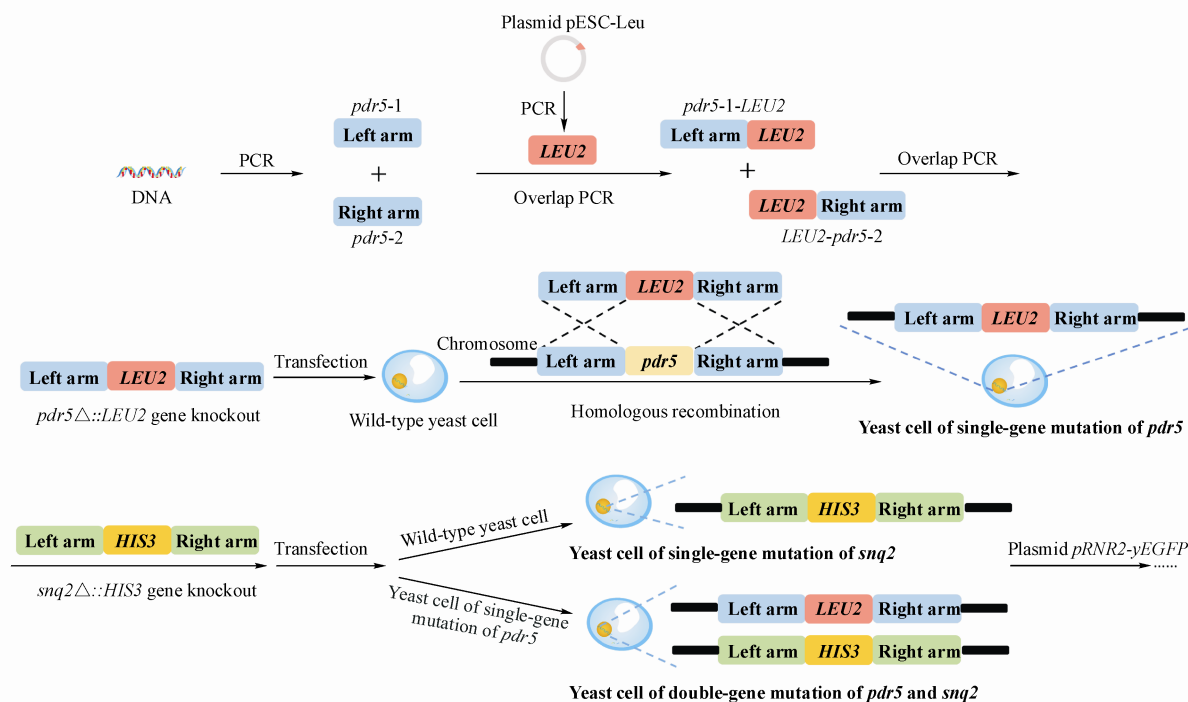 Plasmid pESC-Leu
PCR
pdr5-1
Left arm
+
Right arm
pdr5-2
LEU2
pdr5-1-LEU2
Left arm LEU2
+
LEU2 Right arm
LEU2-pdr5-2
DNA
PCR
Overlap PCR
Overlap PCR
Left arm LEU2 Right arm
pdr5△::LEU2 gene knockout
Transfection
Wild-type yeast cell
Left arm LEU2 Right arm
Chromosome
Left arm pdr5 Right arm
Homologous recombination
Left arm LEU2 Right arm
Yeast cell of single-gene mutation of pdr5
Left arm HIS3 Right arm
snq2△::HIS3 gene knockout
Transfection
Wild-type yeast cell
Yeast cell of single-gene
mutation of pdr5
Left arm HIS3 Right arm
Yeast cell of single-gene mutation of snq2
Left arm LEU2 Right arm
Left arm HIS3 Right arm
Yeast cell of double-gene mutation of pdr5 and snq2
Plasmid pRNR2-yEGFP
......